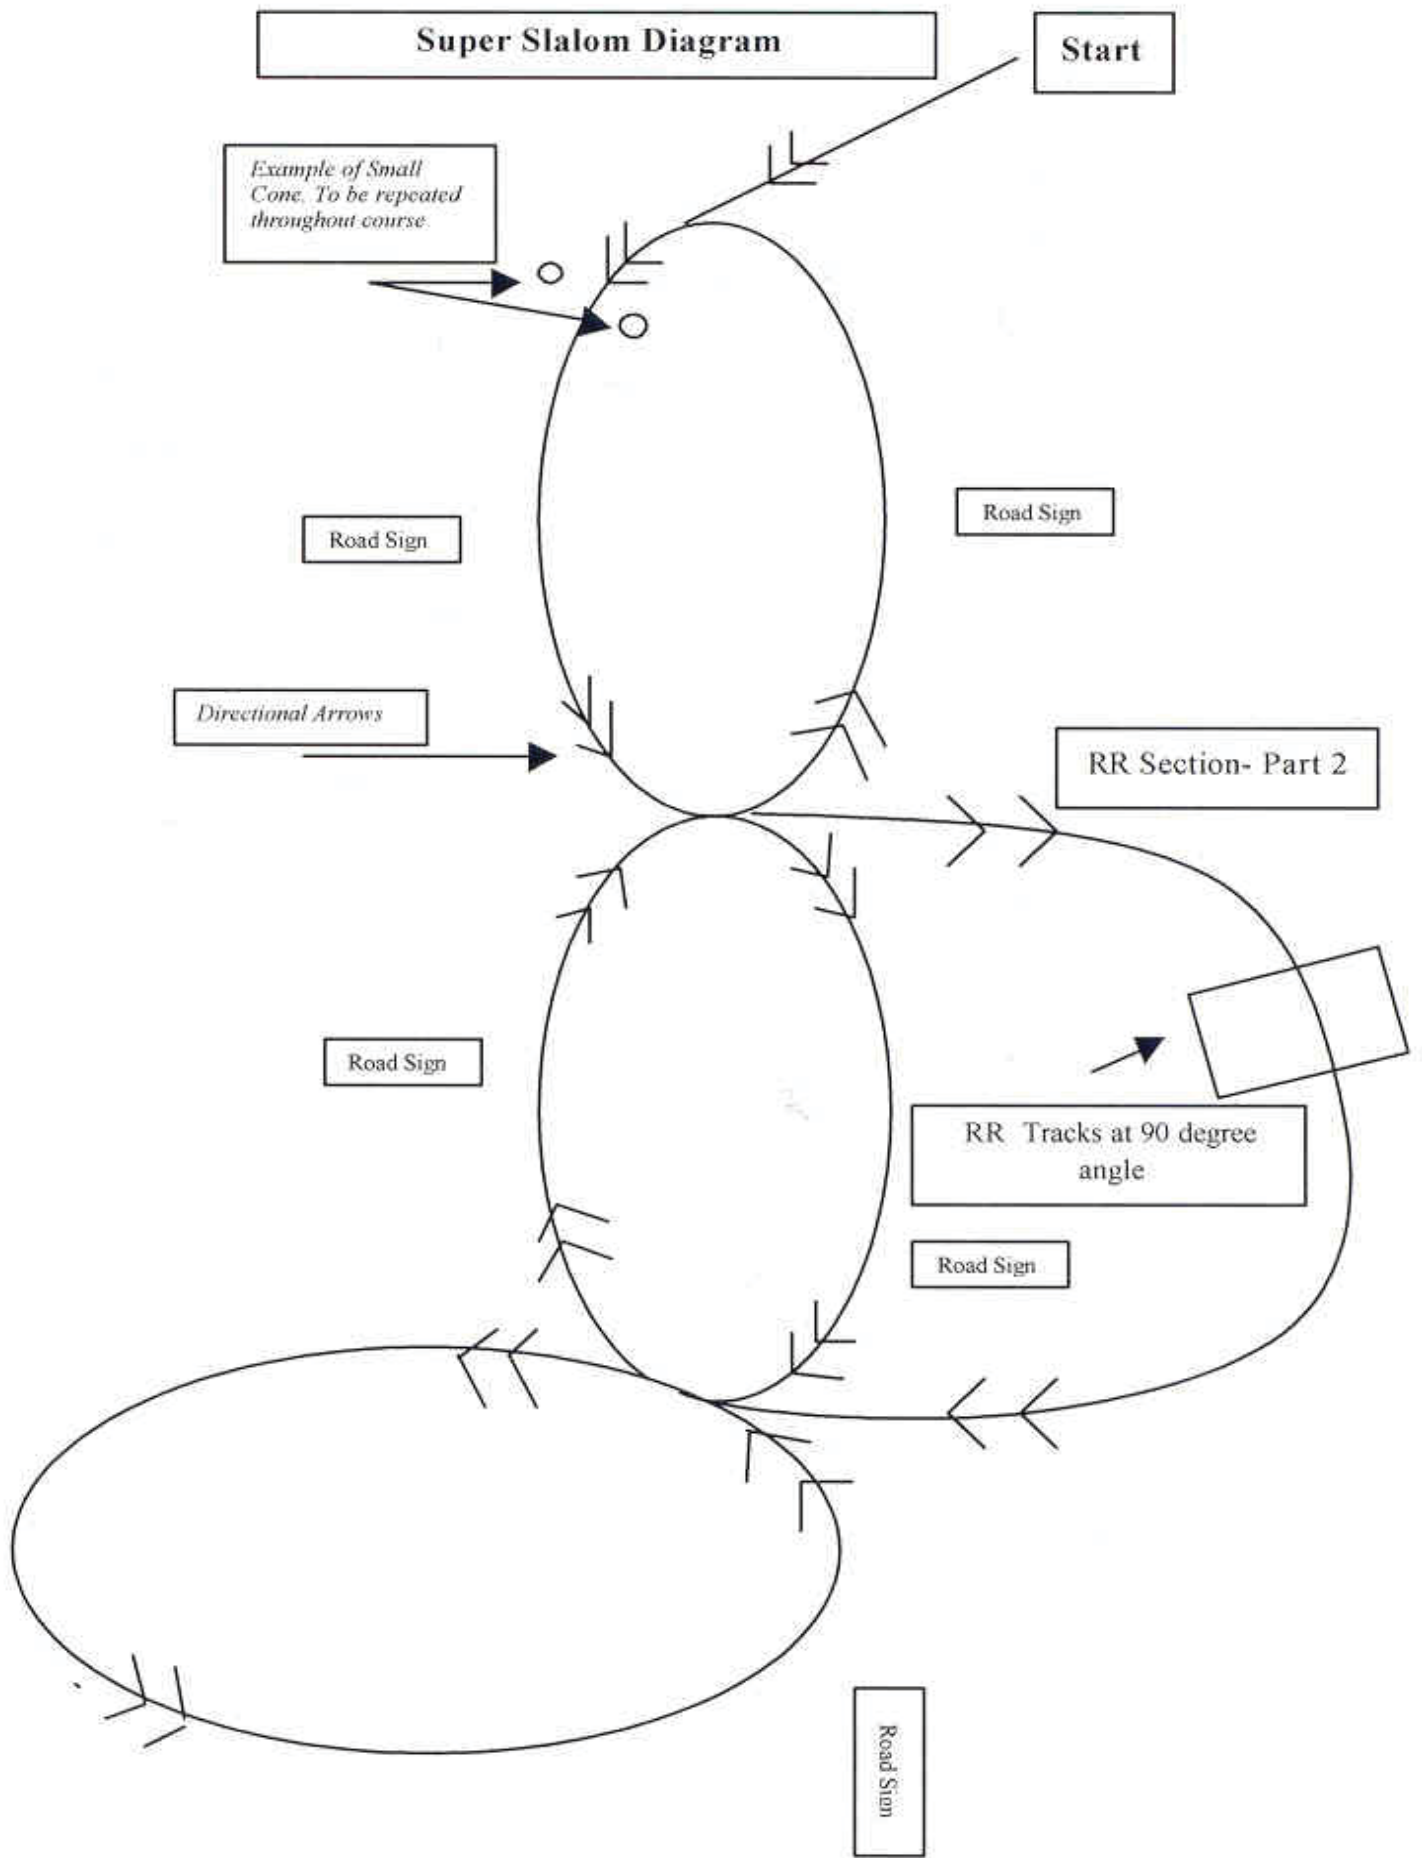 Super Slalom Diagram
Start
Example of Small
Cone. To be repeated
throughout course
Road Sign
Road Sign
Directional Arrows
RR Section- Part 2
Road Sign
RR Tracks at 90 degree
angle
Road Sign
Road Sign